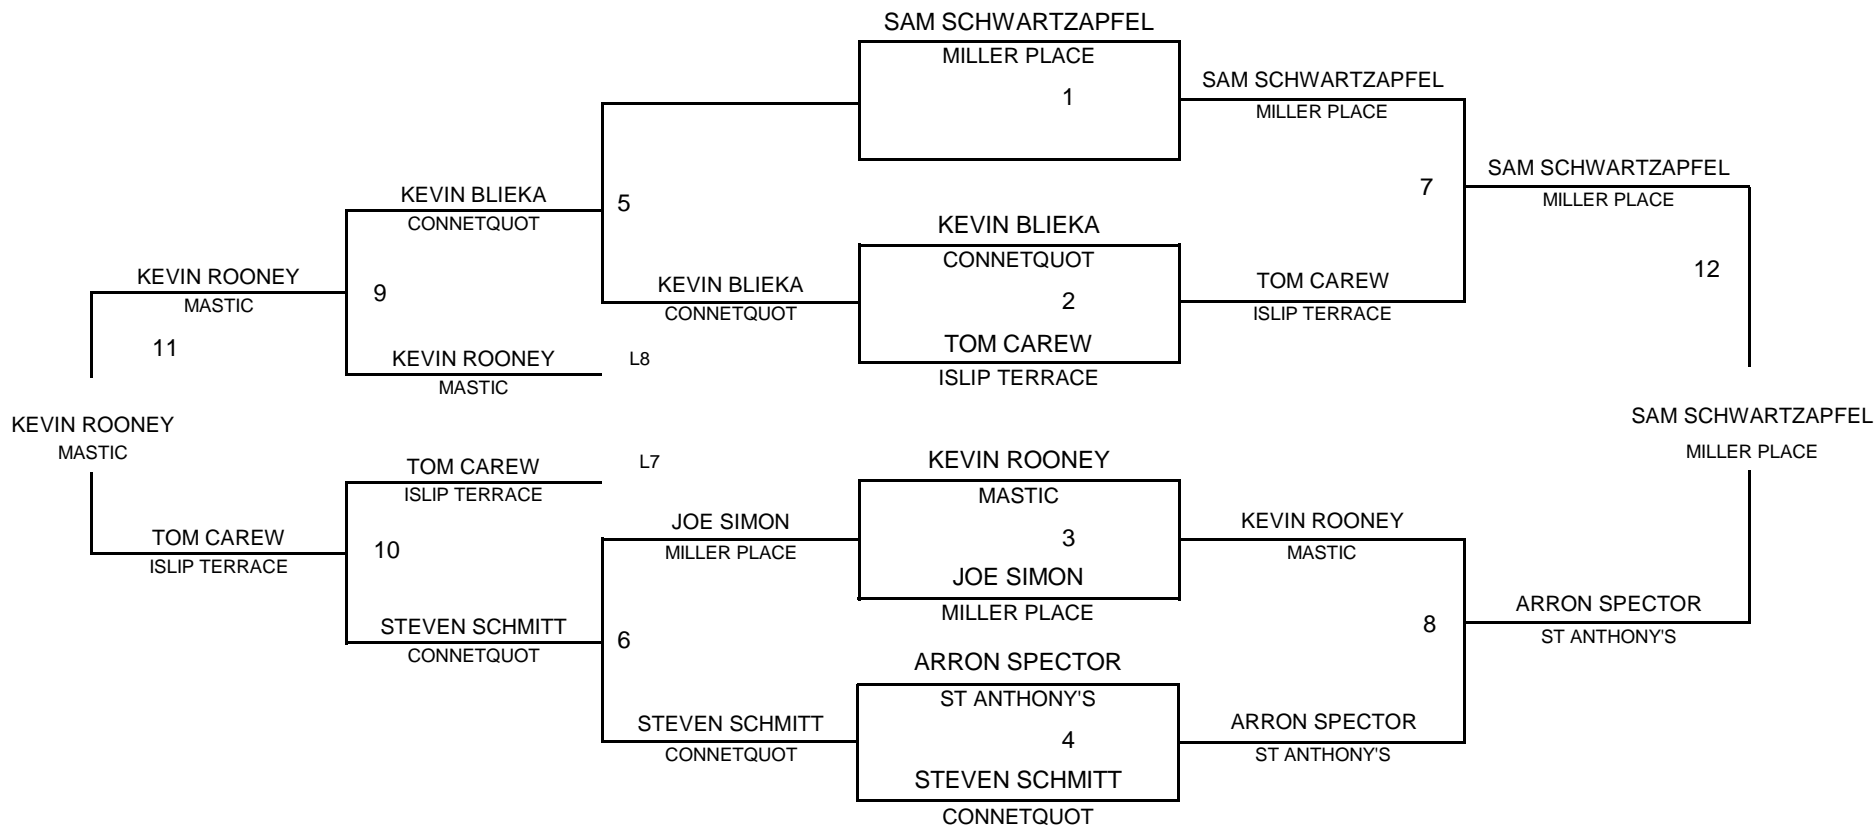 SAM SCHWARTZAPFEL
MILLER PLACE
SAM SCHWARTZAPFEL
1
MILLER PLACE
SAM SCHWARTZAPFEL
7
KEVIN BLIEKA
5
MILLER PLACE
CONNETQUOT
KEVIN BLIEKA
CONNETQUOT
12
KEVIN ROONEY
9
KEVIN BLIEKA
TOM CAREW
MASTIC
CONNETQUOT
2
ISLIP TERRACE
11
KEVIN ROONEY
L8
TOM CAREW
MASTIC
ISLIP TERRACE
KEVIN ROONEY
SAM SCHWARTZAPFEL
MASTIC
MILLER PLACE
TOM CAREW
L7
KEVIN ROONEY
ISLIP TERRACE
MASTIC
JOE SIMON
KEVIN ROONEY
TOM CAREW
10
MILLER PLACE
3
MASTIC
ISLIP TERRACE
JOE SIMON
ARRON SPECTOR
MILLER PLACE
STEVEN SCHMITT
6
8
ST ANTHONY'S
CONNETQUOT
ARRON SPECTOR
ST ANTHONY'S
STEVEN SCHMITT
ARRON SPECTOR
CONNETQUOT
4
ST ANTHONY'S
STEVEN SCHMITT
CONNETQUOT